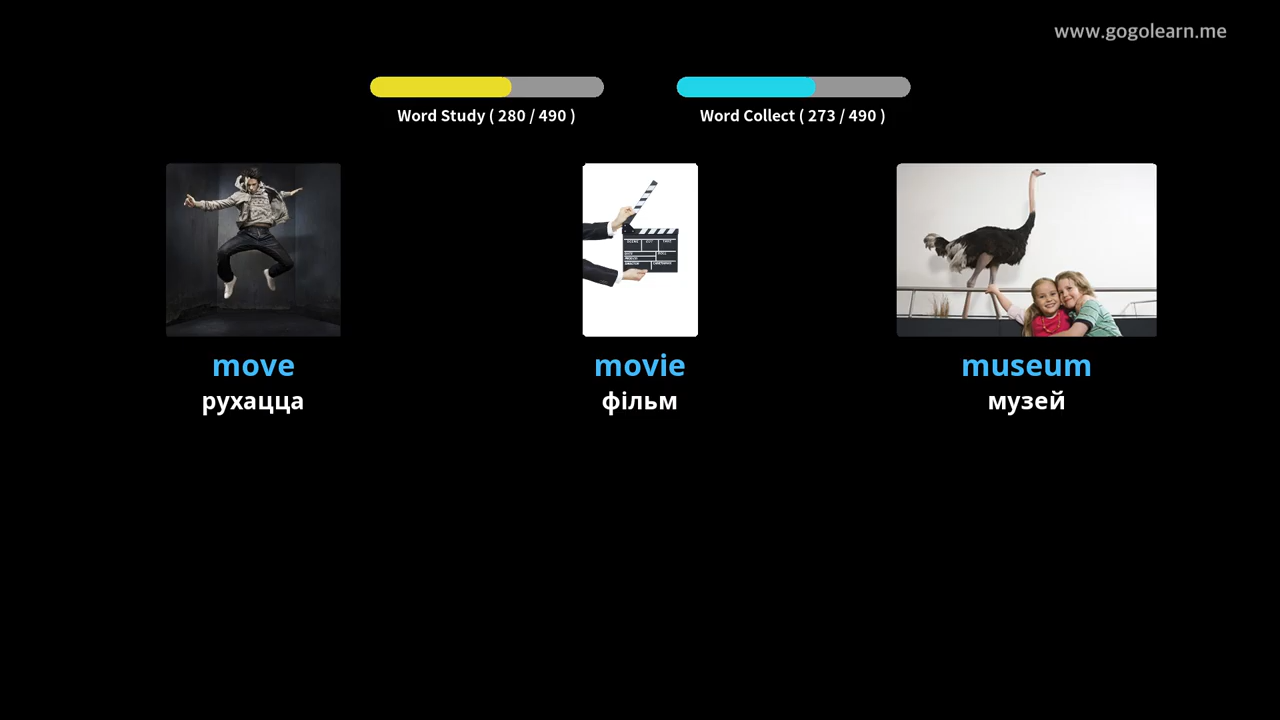 www.gogolearn.me
Word Study ( 280 / 490 )
Word Collect ( 273 / 490 )
move
movie
museum
рухацца
фільм
музей